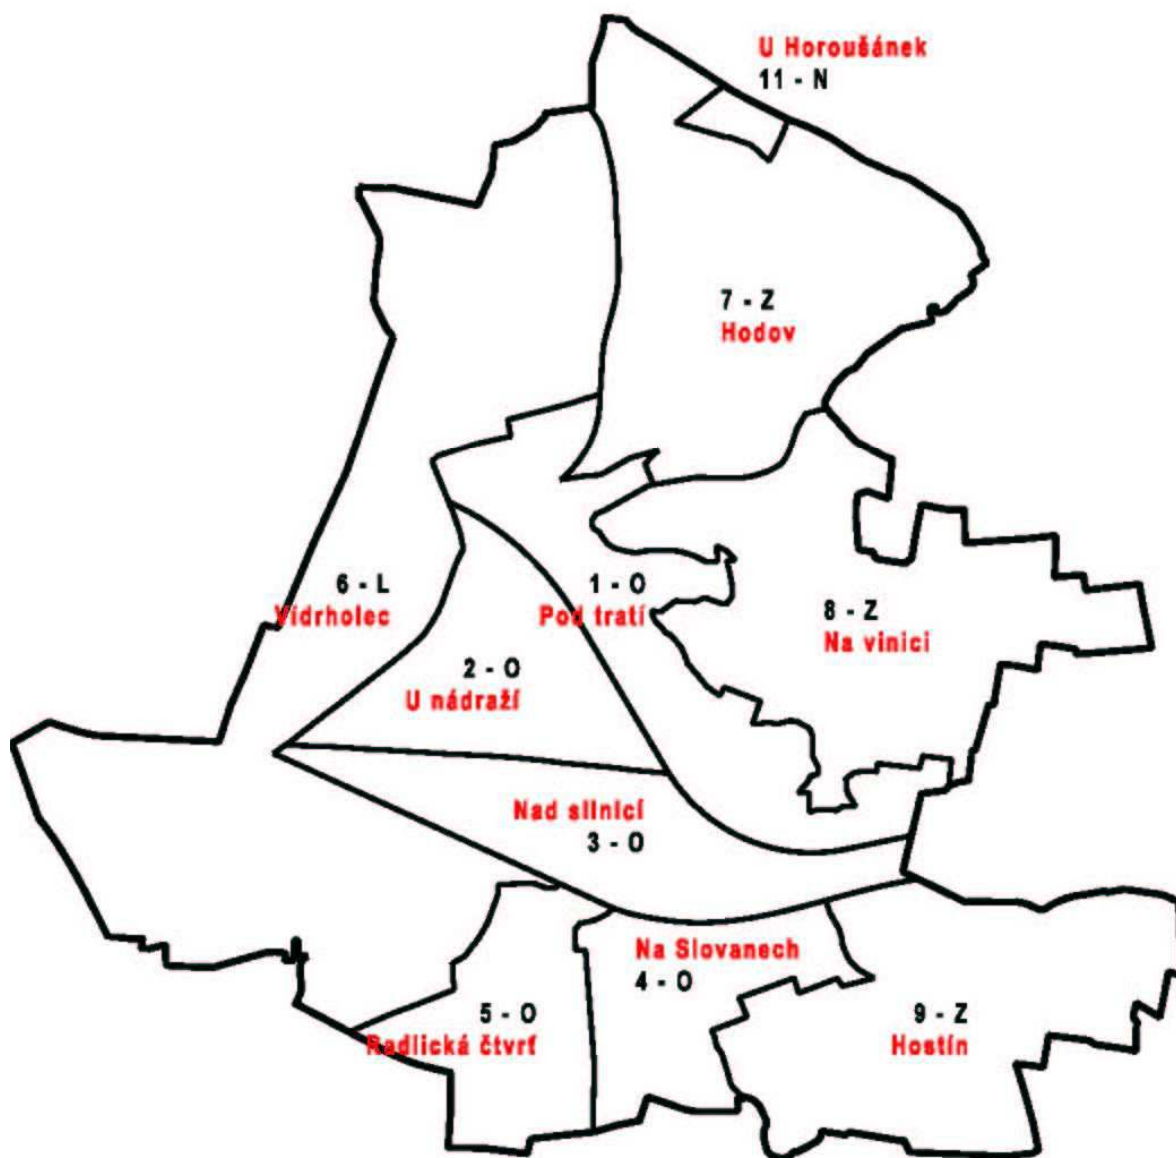 U Horoušánek
11 - N
7 - Z
Hodov
6 - L
Vidrholec
1 - O
Pod tratí
8 - Z
Na vinici
2 - O
U nádraží
Nad silnicí
3 - O
Na Slovanech
4 - O
5 - O
Radlická čtvrť
9 - Z
Hostín